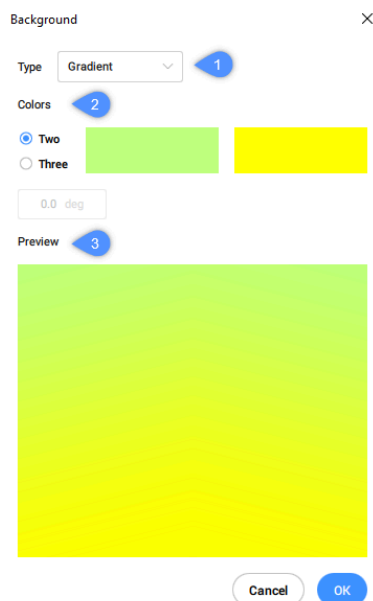 Background
Type Gradient 1
Colors 2
Two
Three
0.0 deg
Preview 3
Cancel OK